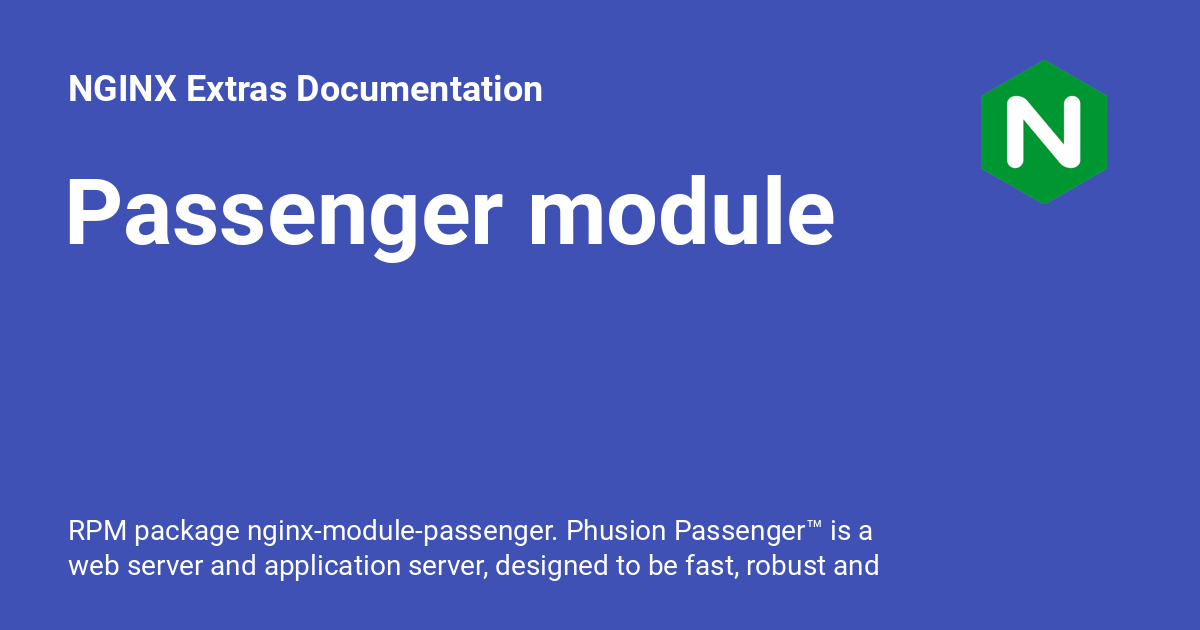 NGINX Extras Documentation
N
Passenger module
RPM package nginx-module-passenger. Phusion Passenger™ is a
web server and application server, designed to be fast, robust and